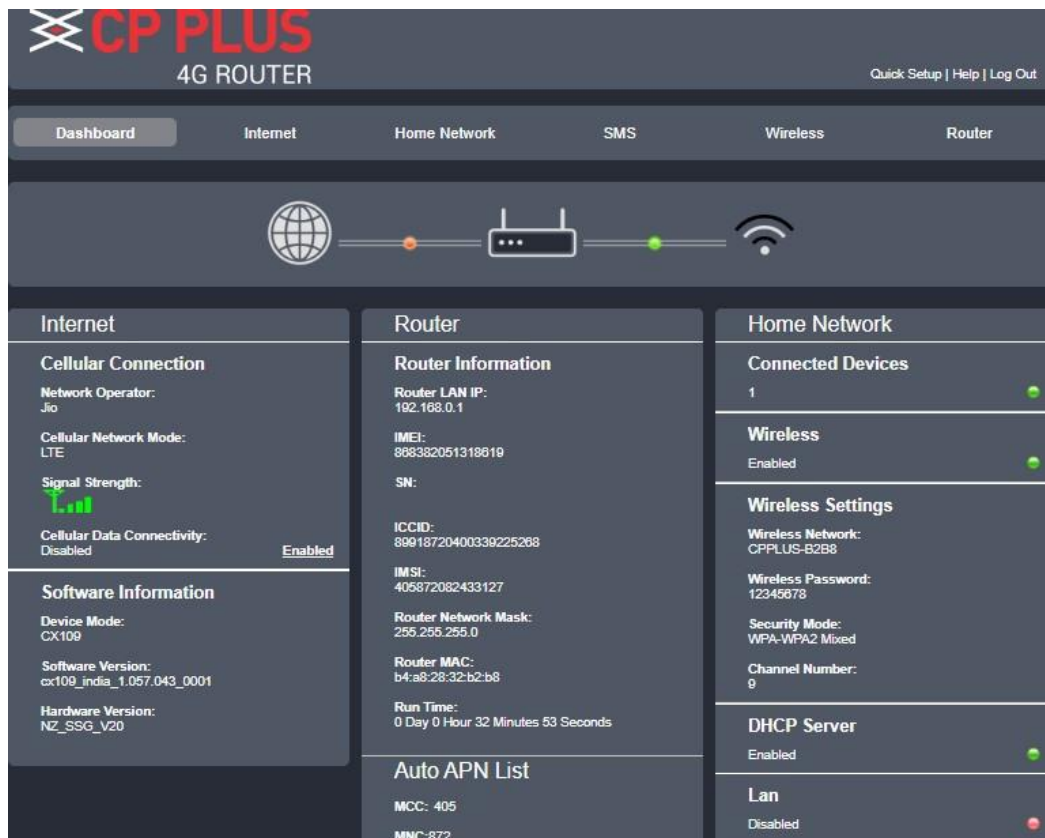 CP PLUS
4G ROUTER
Quick Setup | Help | Log Out
Dashboard
Internet
Home Network
SMS
Wireless
Router
Internet
Cellular Connection
Network Operator:
Jio
Cellular Network Mode:
LTE
Signal Strength:
Cellular Data Connectivity:
Disabled
Enabled
Software Information
Device Mode:
CX109
Software Version:
cx109_india_1.057.043_0001
Hardware Version:
NZ_SSG_V20
Router
Router Information
Router LAN IP:
192.168.0.1
IMEI:
868382051318619
SN:
ICCID:
89918720400339225268
IMSI:
405872082433127
Router Network Mask:
255.255.255.0
Router MAC:
b4:a8:28:32:b2:b8
Run Time:
0 Day 0 Hour 32 Minutes 53 Seconds
Auto APN List
MCC: 405
MNC:872
Home Network
Connected Devices
1
Wireless
Enabled
Wireless Settings
Wireless Network:
CPPLUS-B2B8
Wireless Password:
12345678
Security Mode:
WPA-WPA2 Mixed
Channel Number:
9
DHCP Server
Enabled
Lan
Disabled